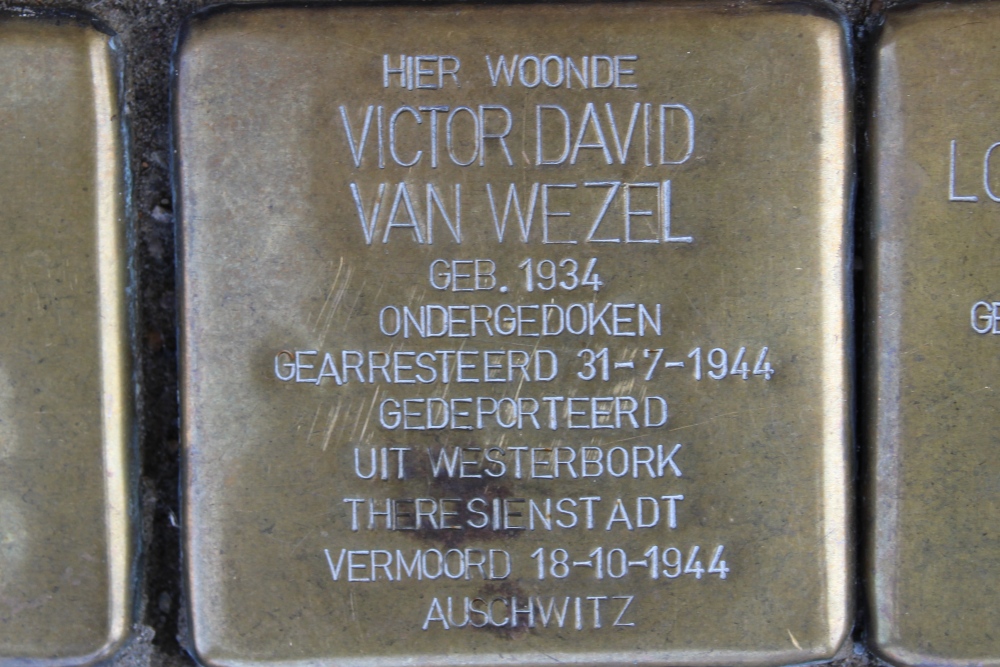 HIER WOONDE
VICTOR DAVID
VAN WEZEL
GEB. 1934
ONDERGEDOKEN
GEARRESTEERD 31-7-1944
GEDEPORTEERD
UIT WESTERBORK
THERESIENSTADT
VERMOORD 18-10-1944
AUSCHWITZ